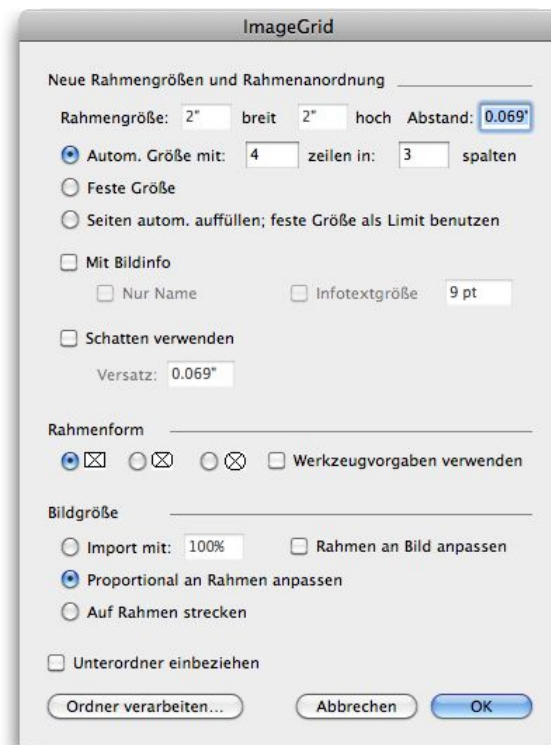 ImageGrid
Neue Rahmengrößen und Rahmenanordnung
Rahmengröße: 2" breit 2" hoch Abstand: 0.069"
Autom. Größe mit: 4 zeilen in: 3 spalten
Feste Größe
Seiten autom. auffüllen; feste Größe als Limit benutzen
Mit Bildinfo
Nur Name Infotextgröße 9 pt
Schatten verwenden
Versatz: 0.069"
Rahmenform
Werkzeugvorgaben verwenden
Bildgröße
Import mit: 100% Rahmen an Bild anpassen
Proportional an Rahmen anpassen
Auf Rahmen strecken
Unterordner einbeziehen
Ordner verarbeiten... Abbrechen OK